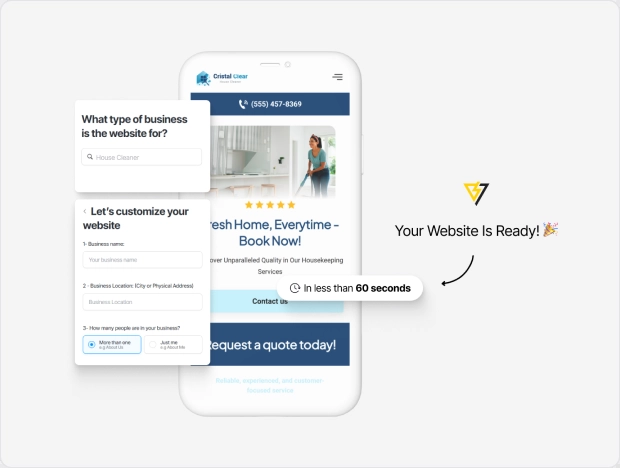 Cristal Clear
(555) 457-8369
What type of business
is the website for?
House Cleaner
Let's customize your
website
1- Business name:
Your business name
2 - Business Location: (City or Physical Address)
Business Location
3- How many people are in your business?
More than one
e.g About Us
Just me
e.g About Me
resh Home, Everytime -
Book Now!
over Unparalleled Quality in Our Housekeeping
Services
Contact us
In less than 60 seconds
equest a quote today!
Reliable, experienced, and customer-
focused service
Your Website Is Ready! 🎉